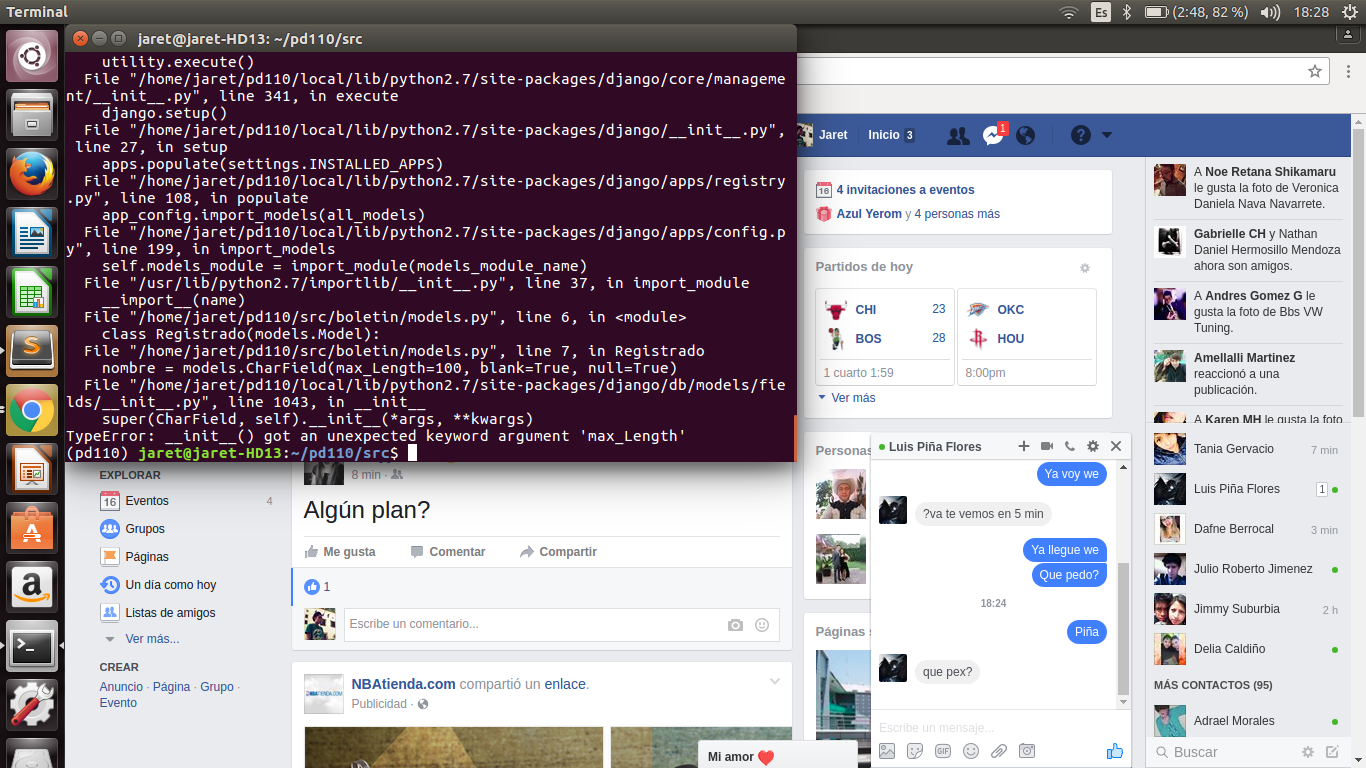 Terminal
Es
(2:48, 82 %)
18:28
jaret@jaret-HD13: ~/pd110/src
utility.execute()
File "/home/jaret/pd110/local/lib/python2.7/site-packages/django/core/manageme
nt/__init__.py", line 341, in execute
django.setup()
File "/home/jaret/pd110/local/lib/python2.7/site-packages/django/__init__.py",
line 27, in setup
apps.populate(settings.INSTALLED_APPS)
File "/home/jaret/pd110/local/lib/python2.7/site-packages/django/apps/registry
.py", line 108, in populate
app_config.import_models(all_models)
File "/home/jaret/pd110/local/lib/python2.7/site-packages/django/apps/config.p
y", line 199, in import_models
self.models_module = import_module(models_module_name)
File "/usr/lib/python2.7/importlib/__init__.py", line 37, in import_module
__import__(name)
File "/home/jaret/pd110/src/boletin/models.py", line 6, in <module>
class Registrado(models.Model):
File "/home/jaret/pd110/src/boletin/models.py", line 7, in Registrado
nombre = models.CharField(max_Length=100, blank=True, null=True)
File "/home/jaret/pd110/local/lib/python2.7/site-packages/django/db/models/fie
lds/__init__.py", line 1043, in __init__
super(CharField, self).__init__(*args, **kwargs)
TypeError: __init__() got an unexpected keyword argument 'max_Length'
(pd110) jaret@jaret-HD13:~/pd110/src$
EXPLORAR
16 Eventos 4
Grupos
Páginas
Un día como hoy
Listas de amigos
Ver más...
CREAR
Anuncio · Página · Grupo ·
Evento
8 min ·
Algún plan?
Me gusta Comentar Compartir
1
Escribe un comentario...
NBATIENDA.COM
NBAtienda.com compartió un enlace.
Publicidad ·
Jaret Inicio 3
1
16 4 invitaciones a eventos
Azul Yerom y 4 personas más
Partidos de hoy
CHI 23
BOS 28
1 cuarto 1:59
OKC
HOU
8:00pm
Ver más
Personas
Páginas s
Mi amor ❤
Luis Piña Flores
Ya voy we
?va te vemos en 5 min
Ya llegue we
Que pedo?
18:24
Piña
que pex?
Escribe un mensaje...
GIF
A Noe Retana Shikamaru
le gusta la foto de Veronica
Daniela Nava Navarrete.
Gabrielle CH y Nathan
Daniel Hermosillo Mendoza
ahora son amigos.
A Andres Gomez G le
gusta la foto de Bbs VW
Tuning.
Amellalli Martinez
reaccionó a una
publicación.
A Karen MH le gusta la foto
Tania Gervacio 7 min
Luis Piña Flores 1
Dafne Berrocal 3 min
Julio Roberto Jimenez
Jimmy Suburbia 2 h
Delia Caldiño
MÁS CONTACTOS (95)
Adrael Morales
Buscar